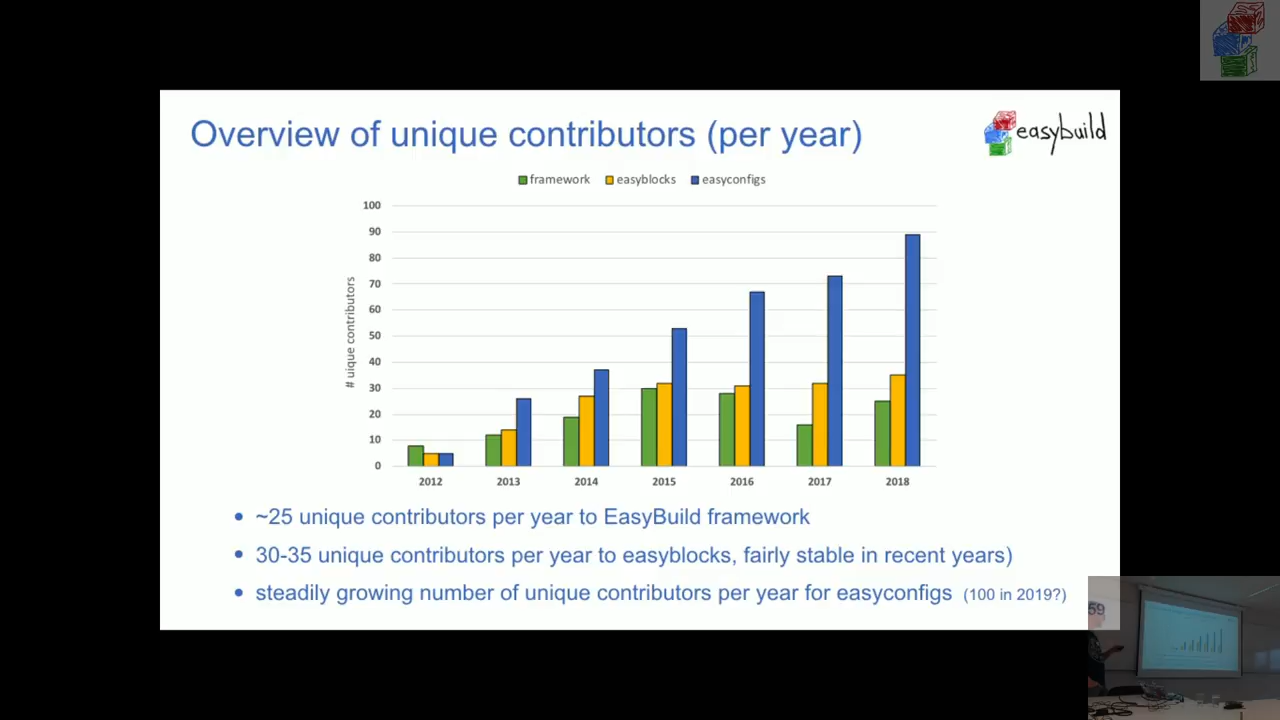 Overview of unique contributors (per year)
easybuild
framework easyblocks easyconfigs
100
90
80
70
60
50
40
30
20
10
0
# uique contributors
2012 2013 2014 2015 2016 2017 2018
• ~25 unique contributors per year to EasyBuild framework
• 30-35 unique contributors per year to easyblocks, fairly stable in recent years)
• steadily growing number of unique contributors per year for easyconfigs (100 in 2019?)
59